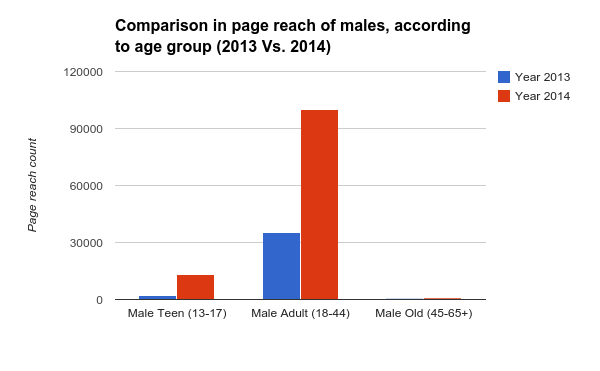 Comparison in page reach of males, according
to age group (2013 Vs. 2014)
120000
90000
60000
30000
0
Page reach count
Year 2013
Year 2014
Male Teen (13-17)
Male Adult (18-44)
Male Old (45-65+)